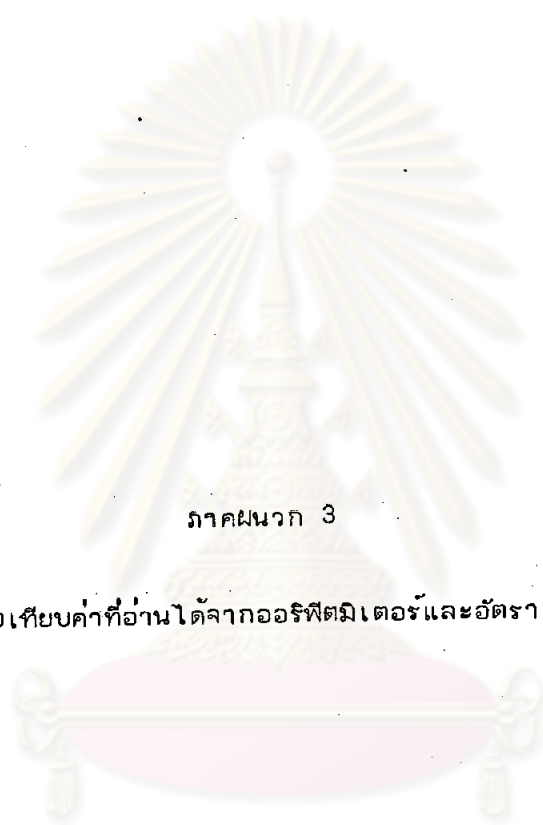 ภาคผนวก 3
เทียบค่าที่อ่านได้จากออริฟีตมิเตอร์และอัตรา